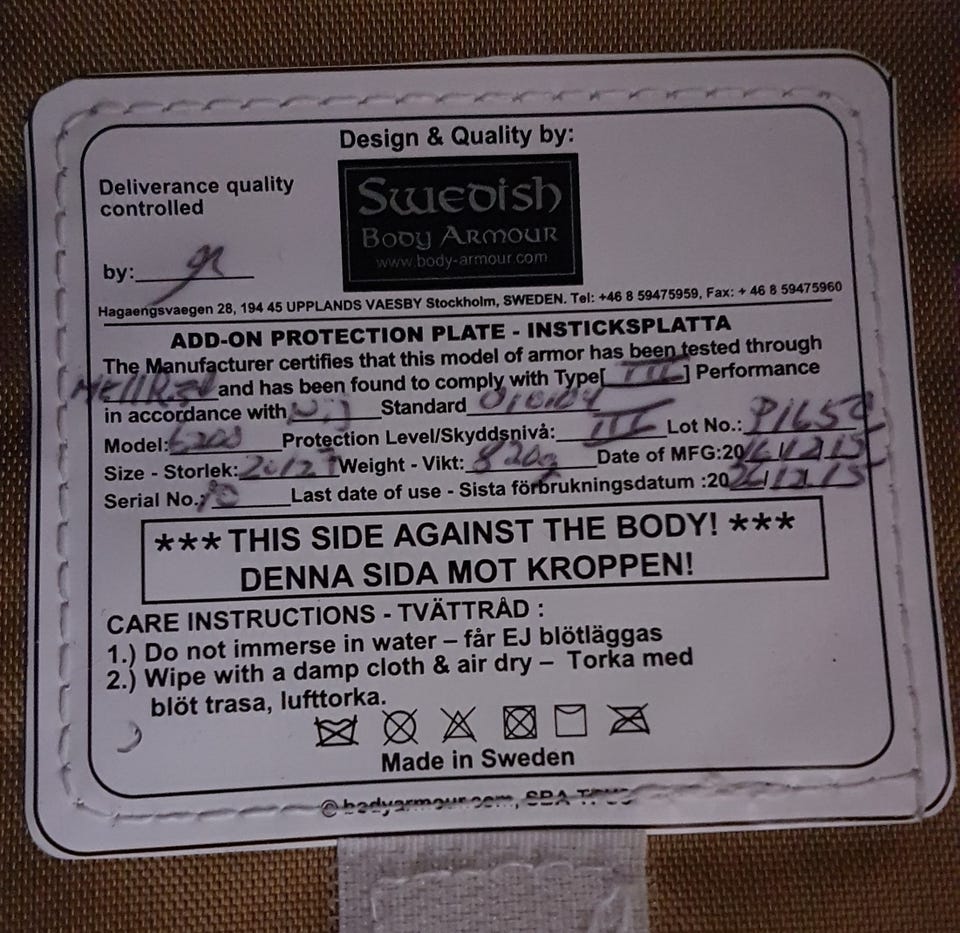 Design & Quality by:
Deliverance quality
controlled
Swedish
Body Armour
www.body-armour.com
by:
Hagaengsvaegen 28, 194 45 UPPLANDS VAESBY Stockholm, SWEDEN. Tel: +46 8 59475959, Fax: + 46 8 59475960
ADD-ON PROTECTION PLATE - INSTICKSPLATTA
The Manufacturer certifies that this model of armor has been tested through
and has been found to comply with Type[ III ] Performance
in accordance with Standard
Model: Protection Level/Skyddsnivå: III Lot No.:
Size - Storlek: Weight - Vikt: 820g Date of MFG:20
Serial No.: Last date of use - Sista förbrukningsdatum :20
*** THIS SIDE AGAINST THE BODY! ***
DENNA SIDA MOT KROPPEN!
CARE INSTRUCTIONS - TVÄTTRÅD :
1.) Do not immerse in water – får EJ blötläggas
2.) Wipe with a damp cloth & air dry – Torka med
blöt trasa, lufttorka.
Made in Sweden
© bodyarmour.com, SBA